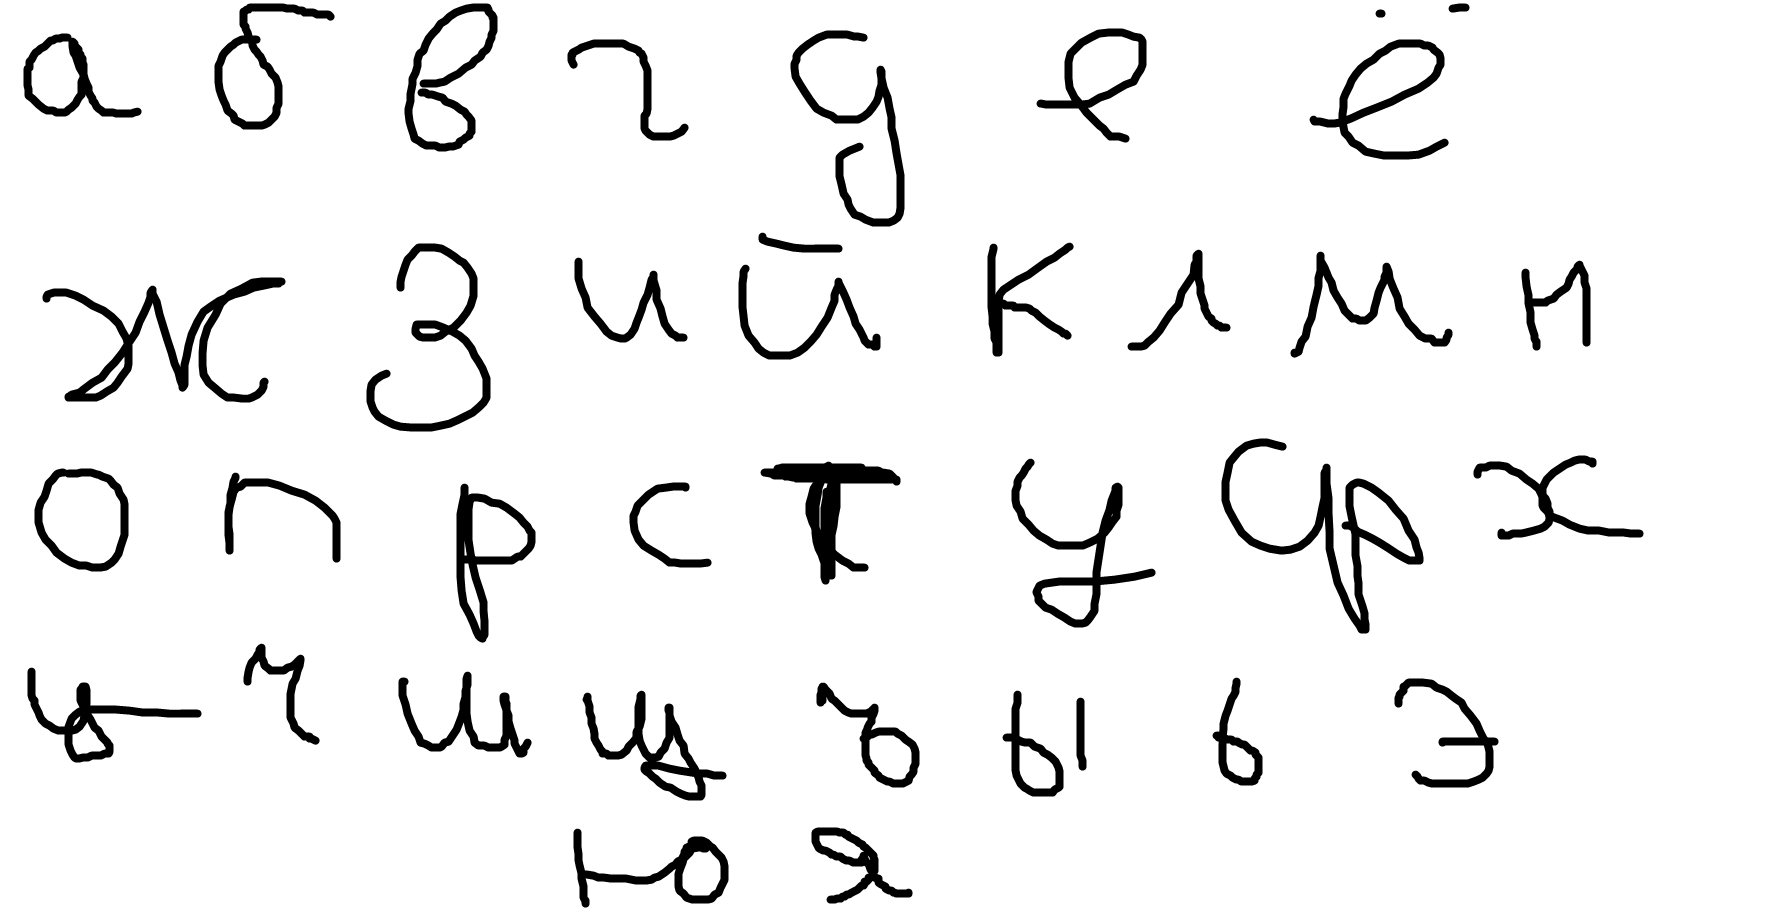 а б в г д е ё
ж з и й к л м н
о п р с т у ф х
ц ч ш щ ъ ы ь э
ю я